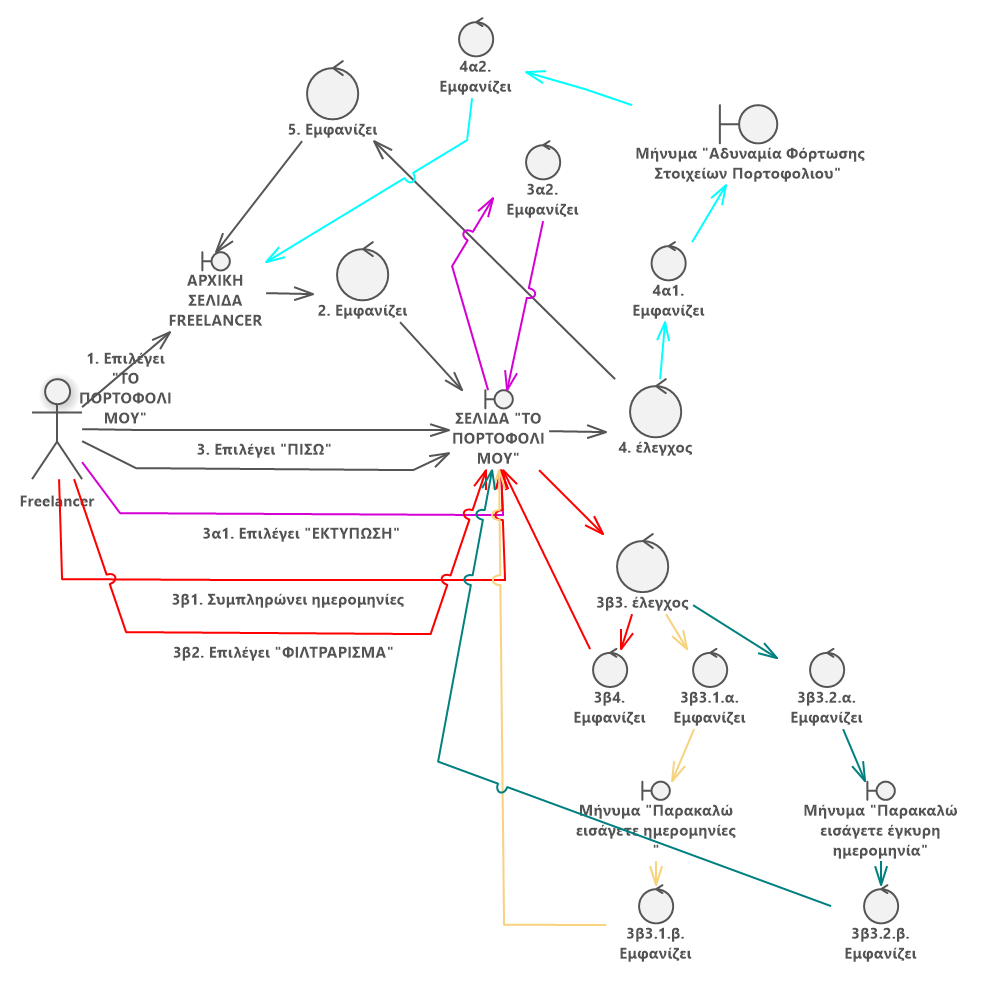 4α2.
Εμφανίζει
5. Εμφανίζει
Μήνυμα "Αδυναμία Φόρτωσης
Στοιχείων Πορτοφολιου"
3α2.
Εμφανίζει
ΑΡΧΙΚΗ
ΣΕΛΙΔΑ
FREELANCER
2. Εμφανίζει
4α1.
Εμφανίζει
1. Επιλέγει
"ΤΟ
ΠΟΡΤΟΦΟΛΙ
ΜΟΥ"
ΣΕΛΙΔΑ "ΤΟ
ΠΟΡΤΟΦΟΛΙ
ΜΟΥ"
4. έλεγχος
3. Επιλέγει "ΠΙΣΩ"
Freelancer
3α1. Επιλέγει "ΕΚΤΥΠΩΣΗ"
3β1. Συμπληρώνει ημερομηνίες
3β3. έλεγχος
3β2. Επιλέγει "ΦΙΛΤΡΑΡΙΣΜΑ"
3β4.
Εμφανίζει
3β3.1.α.
Εμφανίζει
3β3.2.α.
Εμφανίζει
Μήνυμα "Παρακαλώ
εισάγετε ημερομηνίες
"
Μήνυμα "Παρακαλώ
εισάγετε έγκυρη
ημερομηνία"
3β3.1.β.
Εμφανίζει
3β3.2.β.
Εμφανίζει